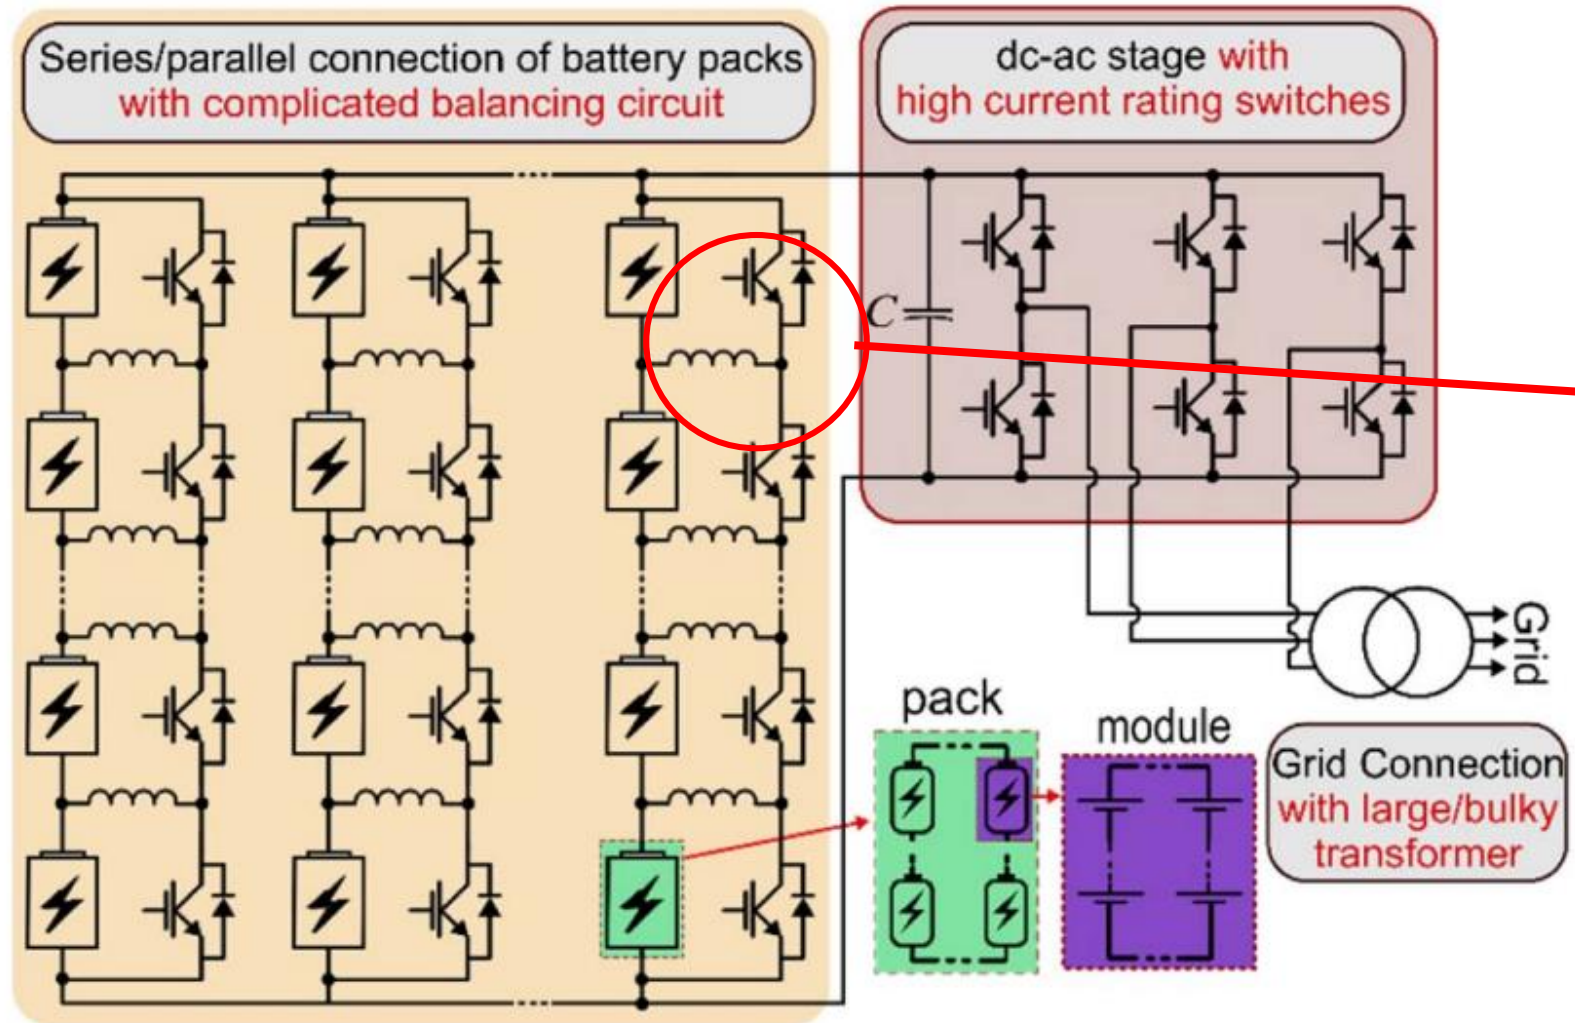 Series/parallel connection of battery packs
with complicated balancing circuit
dc-ac stage with
high current rating switches
C
Grid
pack
module
Grid Connection
with large/bulky
transformer